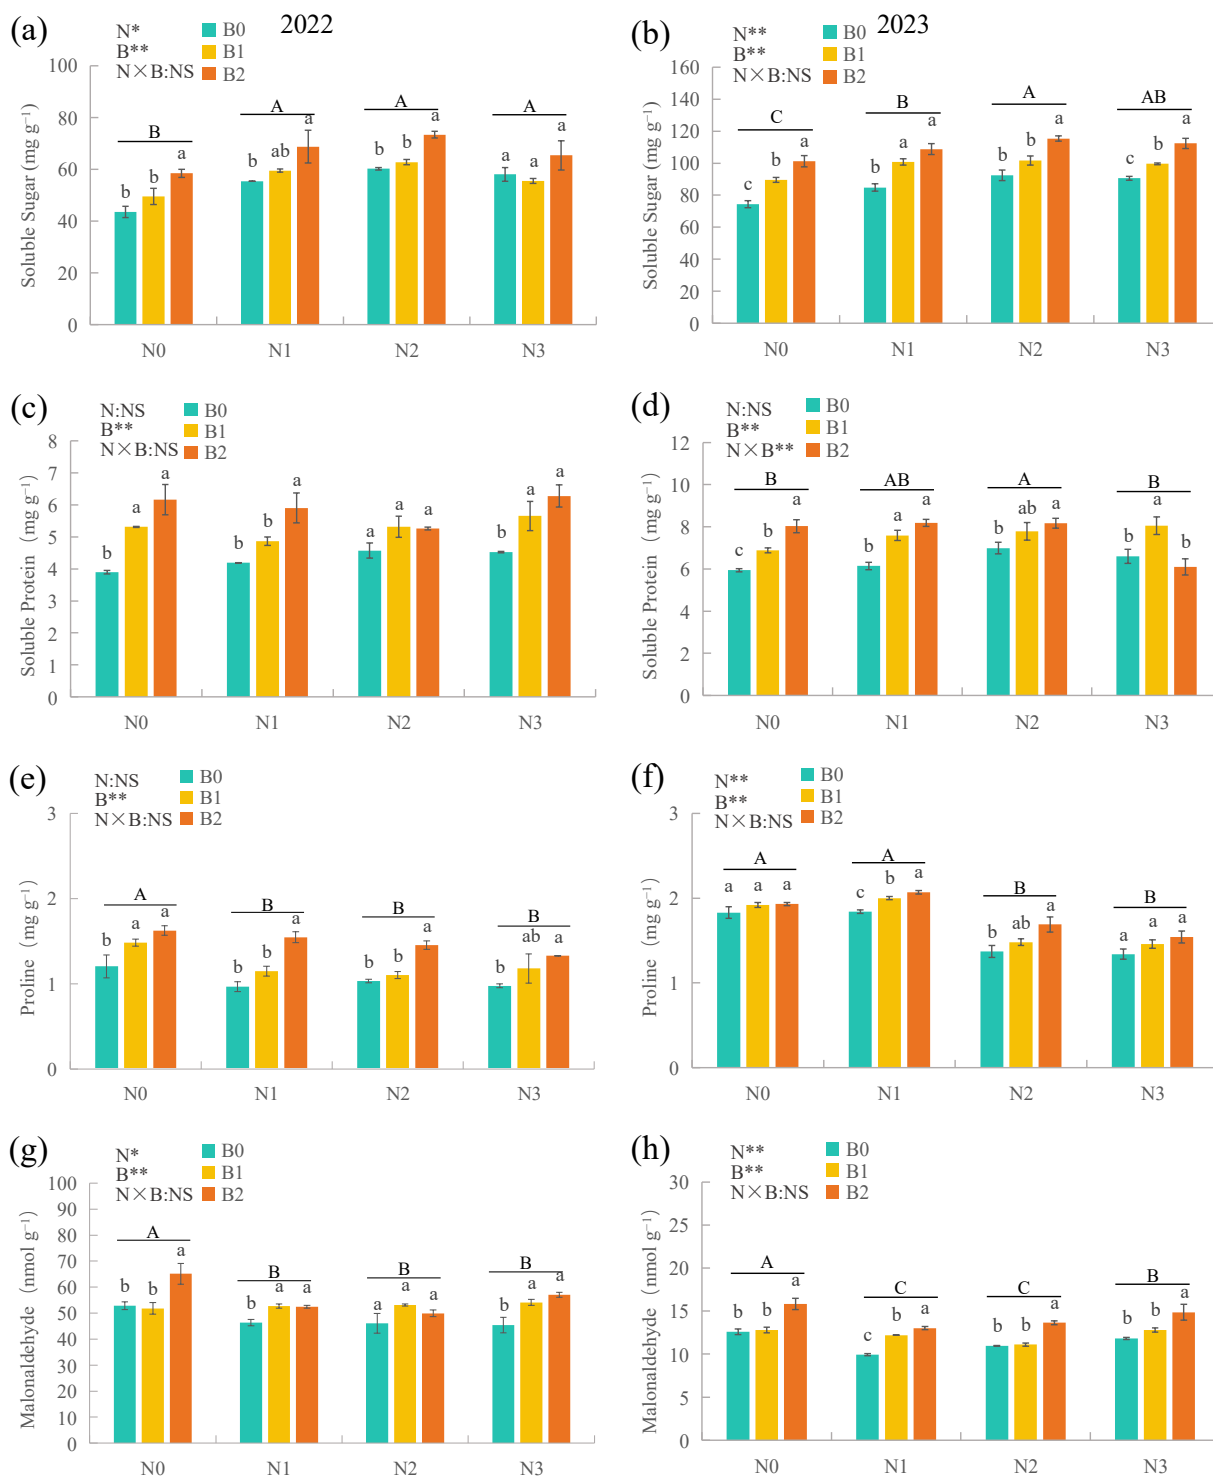 (a)
2022
N*
B**
N×B:NS
B0
B1
B2
Soluble Sugar (mg g⁻¹)
100
80
60
40
20
0
B
A
A
A
b
b
a
b
ab
a
b
b
a
a
a
a
N0
N1
N2
N3
(b)
2023
N**
B**
N×B:NS
B0
B1
B2
Soluble Sugar (mg g⁻¹)
160
140
120
100
80
60
40
20
0
C
B
A
AB
c
b
a
b
a
a
c
b
a
c
b
a
N0
N1
N2
N3
(c)
N:NS
B**
N×B:NS
B0
B1
B2
Soluble Protein (mg g⁻¹)
8
7
6
5
4
3
2
1
0
b
a
a
b
b
a
a
a
a
b
a
a
N0
N1
N2
N3
(d)
N:NS
B**
N×B**
B0
B1
B2
Soluble Protein (mg g⁻¹)
12
10
8
6
4
2
0
B
AB
A
B
c
b
a
b
a
a
b
ab
a
b
a
b
N0
N1
N2
N3
(e)
N:NS
B**
N×B:NS
B0
B1
B2
Proline (mg g⁻¹)
3
2
1
0
A
B
B
B
b
a
a
b
b
a
b
b
a
b
ab
a
N0
N1
N2
N3
(f)
N**
B**
N×B:NS
B0
B1
B2
Proline (mg g⁻¹)
3
2
1
0
A
A
B
B
a
a
a
c
b
a
b
ab
a
a
a
a
N0
N1
N2
N3
(g)
N*
B**
N×B:NS
B0
B1
B2
Malonaldehyde (nmol g⁻¹)
100
90
80
70
60
50
40
30
20
10
0
A
B
B
B
b
b
a
b
a
a
a
a
a
b
a
a
N0
N1
N2
N3
(h)
N**
B**
N×B:NS
B0
B1
B2
Malonaldehyde (nmol g⁻¹)
30
25
20
15
10
5
0
A
C
C
B
b
b
a
c
b
a
b
b
a
b
b
a
N0
N1
N2
N3